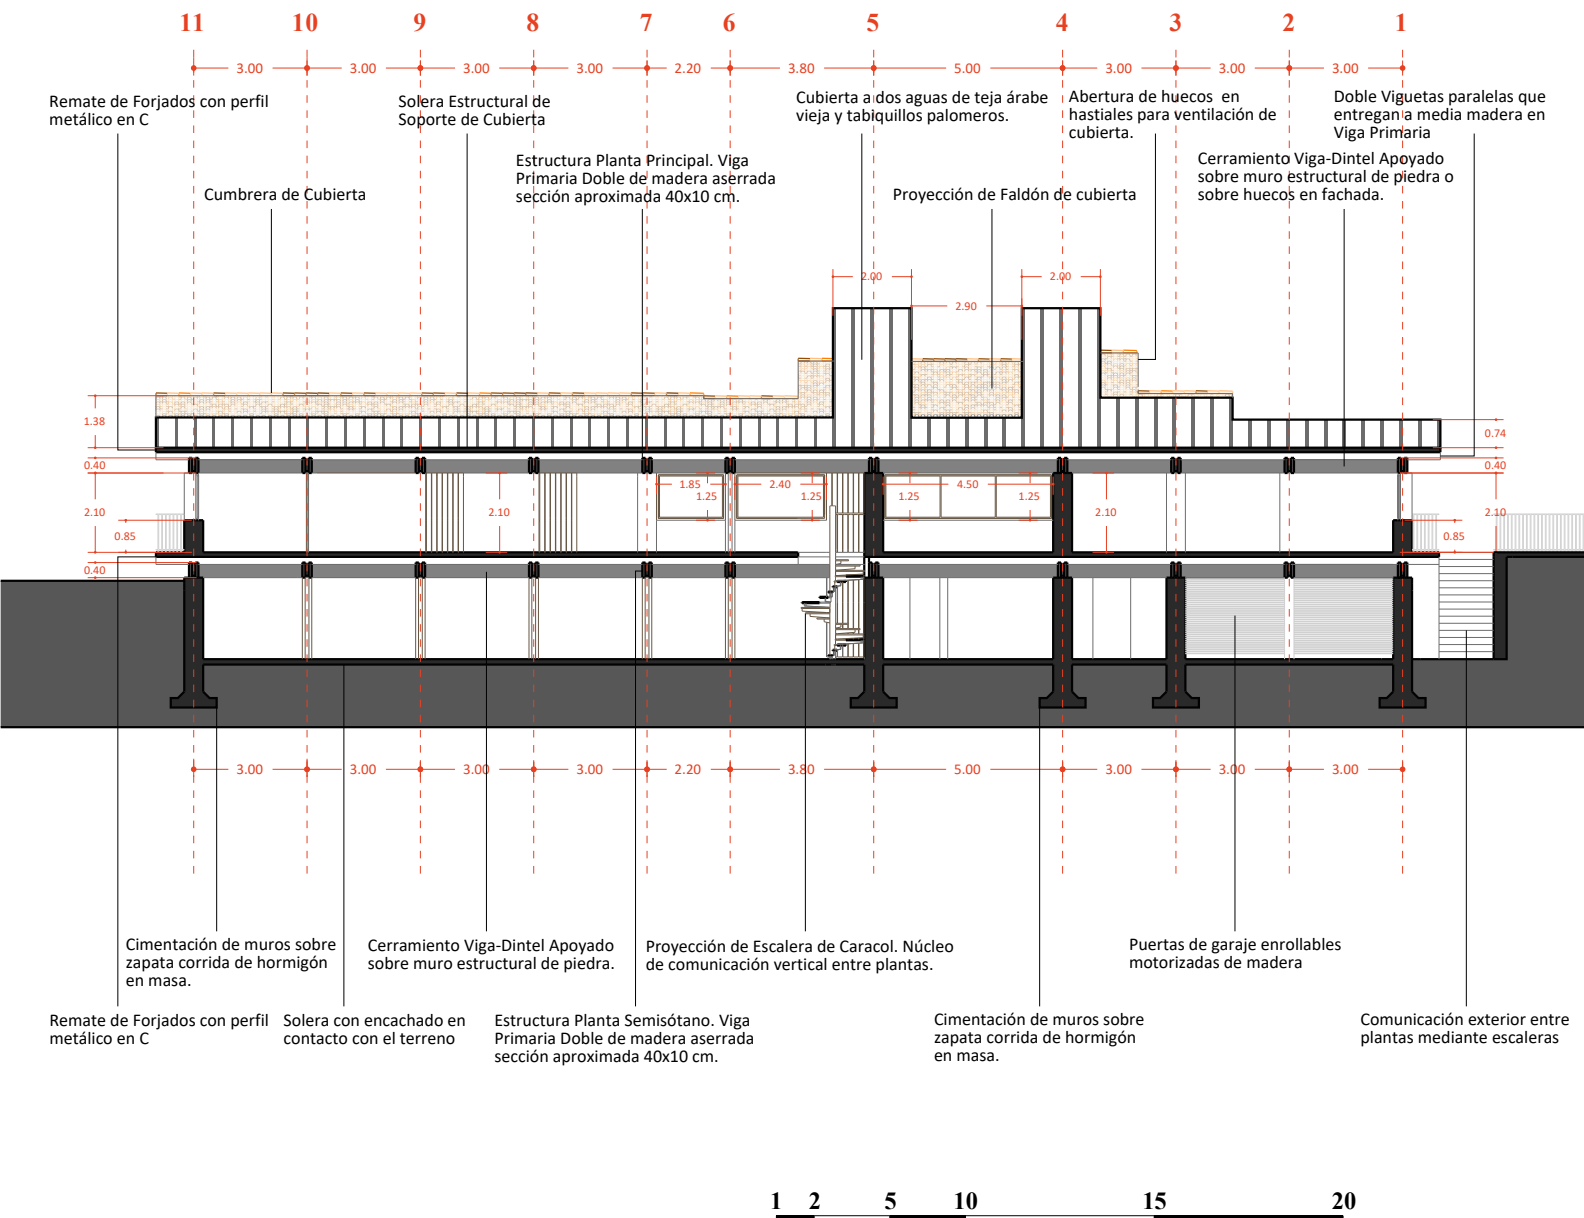 11 10 9 8 7 6 5 4 3 2 1
3.00 3.00 3.00 3.00 2.20 3.80 5.00 3.00 3.00 3.00
Remate de Forjados con perfil
metálico en C
Solera Estructural de
Soporte de Cubierta
Cubierta a dos aguas de teja árabe
vieja y tabiquillos palomeros.
Abertura de huecos en
hastiales para ventilación de
cubierta.
Doble Viguetas paralelas que
entregan a media madera en
Viga Primaria
Estructura Planta Principal. Viga
Primaria Doble de madera aserrada
sección aproximada 40x10 cm.
Cerramiento Viga-Dintel Apoyado
sobre muro estructural de piedra o
sobre huecos en fachada.
Cumbrera de Cubierta
Proyección de Faldón de cubierta
2.00 2.00
2.90
1.38
0.74
0.40
0.40
1.85 2.40 4.50
1.25 1.25 1.25 1.25
2.10 2.10 2.10 2.10
0.85 0.85
0.40
3.00 3.00 3.00 3.00 2.20 3.80 5.00 3.00 3.00 3.00
Cimentación de muros sobre
zapata corrida de hormigón
en masa.
Cerramiento Viga-Dintel Apoyado
sobre muro estructural de piedra.
Proyección de Escalera de Caracol. Núcleo
de comunicación vertical entre plantas.
Puertas de garaje enrollables
motorizadas de madera
Remate de Forjados con perfil
metálico en C
Solera con encachado en
contacto con el terreno
Estructura Planta Semisótano. Viga
Primaria Doble de madera aserrada
sección aproximada 40x10 cm.
Cimentación de muros sobre
zapata corrida de hormigón
en masa.
Comunicación exterior entre
plantas mediante escaleras
1 2 5 10 15 20